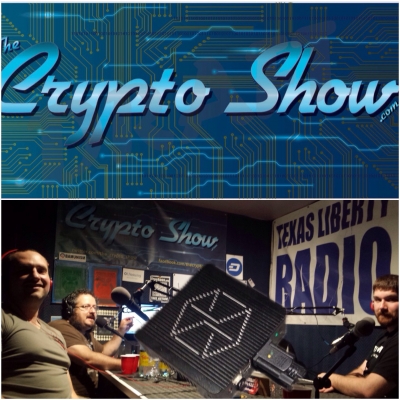 The
Crypto Show
.com
Crypto Show
TEXAS LIBERTY
RADIO